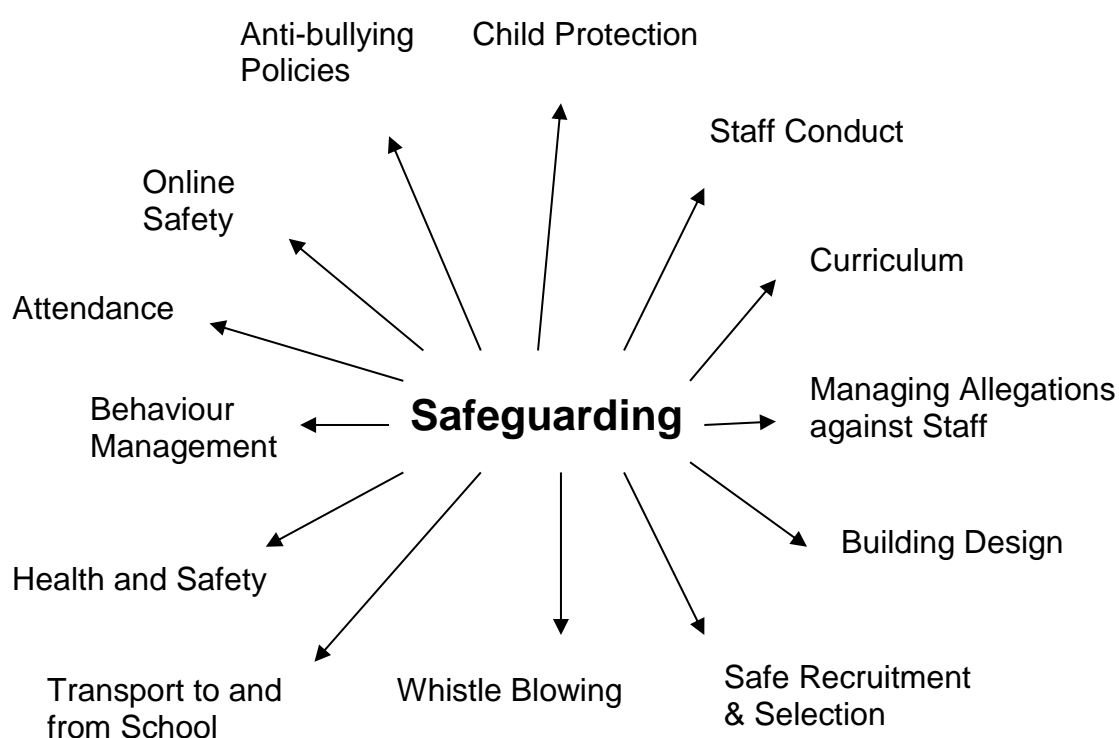 Anti-bullying
Policies
Child Protection
Staff Conduct
Online
Safety
Curriculum
Attendance
Managing Allegations
against Staff
Behaviour
Management
Safeguarding
Building Design
Health and Safety
Transport to and
from School
Whistle Blowing
Safe Recruitment
& Selection